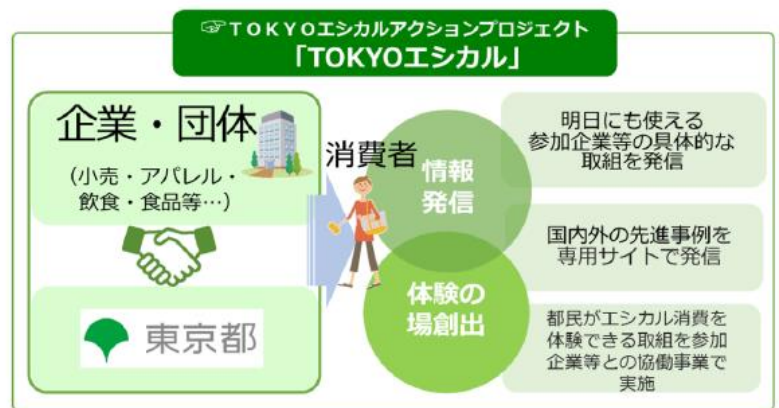 ☞TOKYOエシカルアクションプロジェクト
「TOKYOエシカル」
企業・団体
（小売・アパレル・
飲食・食品等…）
東京都
消費者
情報
発信
体験の
場創出
明日にも使える
参加企業等の具体的な
取組を発信
国内外の先進事例を
専用サイトで発信
都民がエシカル消費を
体験できる取組を参加
企業等との協働事業で
実施